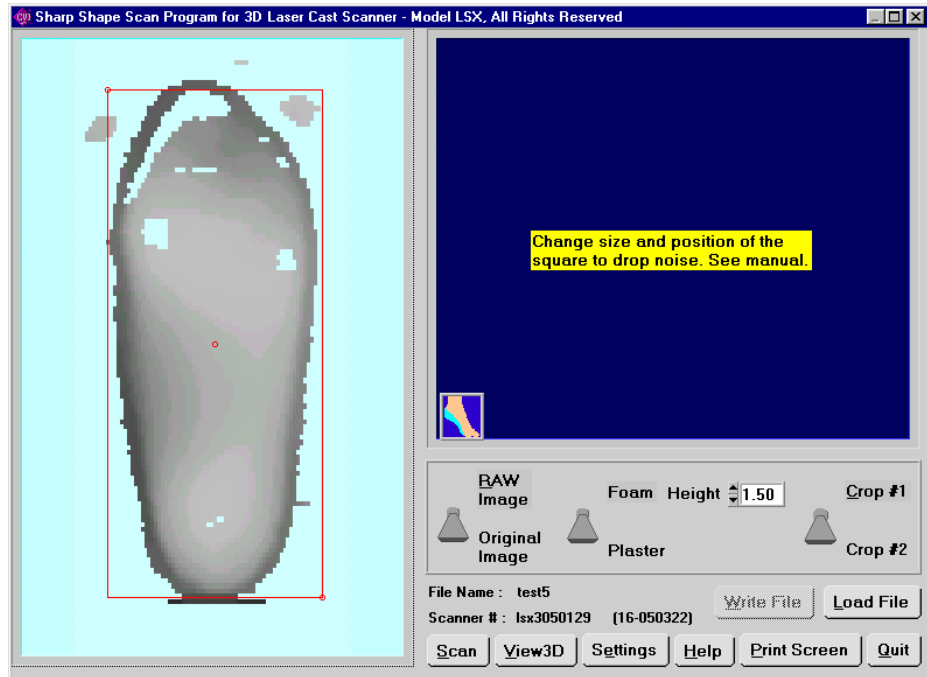 Sharp Shape Scan Program for 3D Laser Cast Scanner - Model LSX, All Rights Reserved
Change size and position of the
square to drop noise. See manual.
RAW
Image
Foam
Height
1.50
Crop #1
Original
Image
Plaster
Crop #2
File Name : test5
Write File
Load File
Scanner # : lsx3050129 (16-050322)
Scan
View3D
Settings
Help
Print Screen
Quit